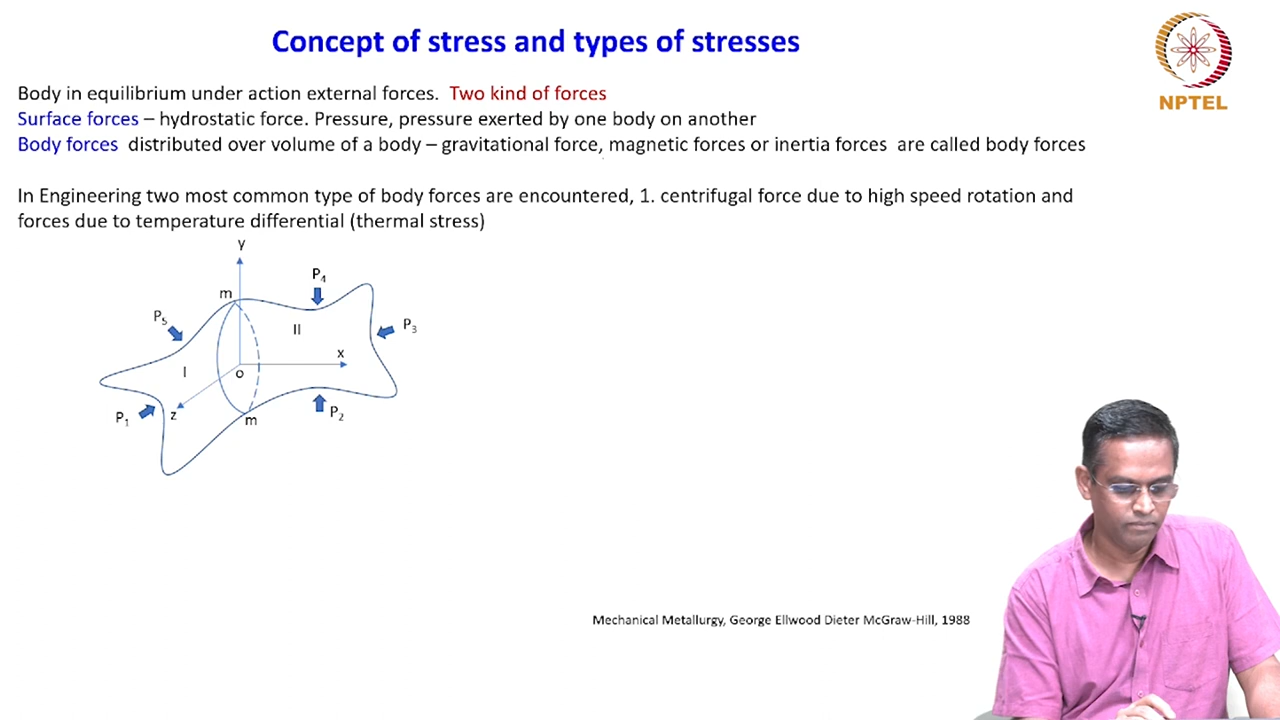 Concept of stress and types of stresses
NPTEL
Body in equilibrium under action external forces. Two kind of forces
Surface forces – hydrostatic force. Pressure, pressure exerted by one body on another
Body forces distributed over volume of a body – gravitational force, magnetic forces or inertia forces are called body forces
In Engineering two most common type of body forces are encountered, 1. centrifugal force due to high speed rotation and
forces due to temperature differential (thermal stress)
y
P4
m
P5
II
P3
x
I
o
P1
z
P2
m
Mechanical Metallurgy, George Ellwood Dieter McGraw-Hill, 1988